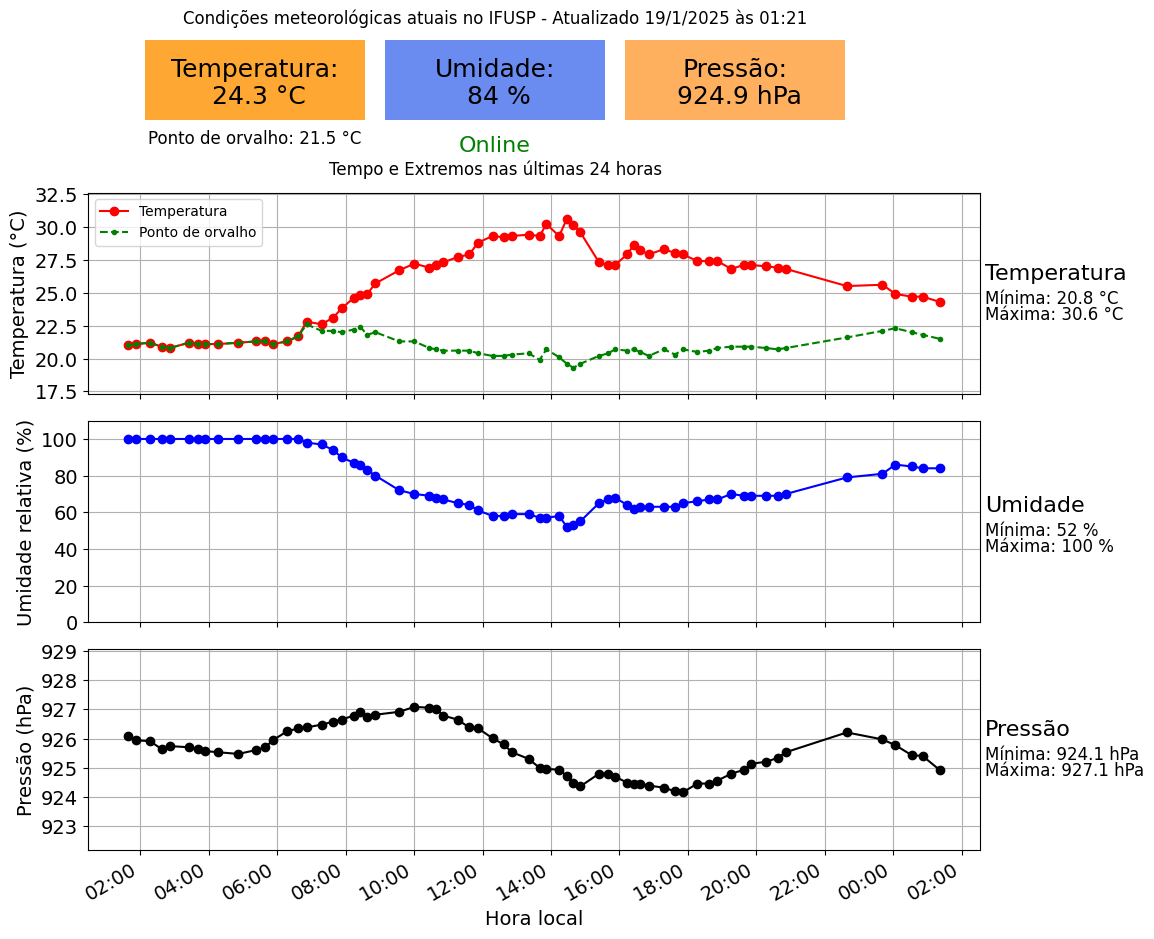 Condições meteorológicas atuais no IFUSP - Atualizado 19/1/2025 às 01:21
Temperatura:
24.3 °C
Umidade:
84 %
Pressão:
924.9 hPa
Ponto de orvalho: 21.5 °C
Online
Tempo e Extremos nas últimas 24 horas
Temperatura (°C)
32.5
30.0
27.5
25.0
22.5
20.0
17.5
Temperatura
Ponto de orvalho
Temperatura
Mínima: 20.8 °C
Máxima: 30.6 °C
Umidade relativa (%)
100
80
60
40
20
0
Umidade
Mínima: 52 %
Máxima: 100 %
Pressão (hPa)
929
928
927
926
925
924
923
Pressão
Mínima: 924.1 hPa
Máxima: 927.1 hPa
02:00
04:00
06:00
08:00
10:00
12:00
14:00
16:00
18:00
20:00
22:00
00:00
02:00
Hora local